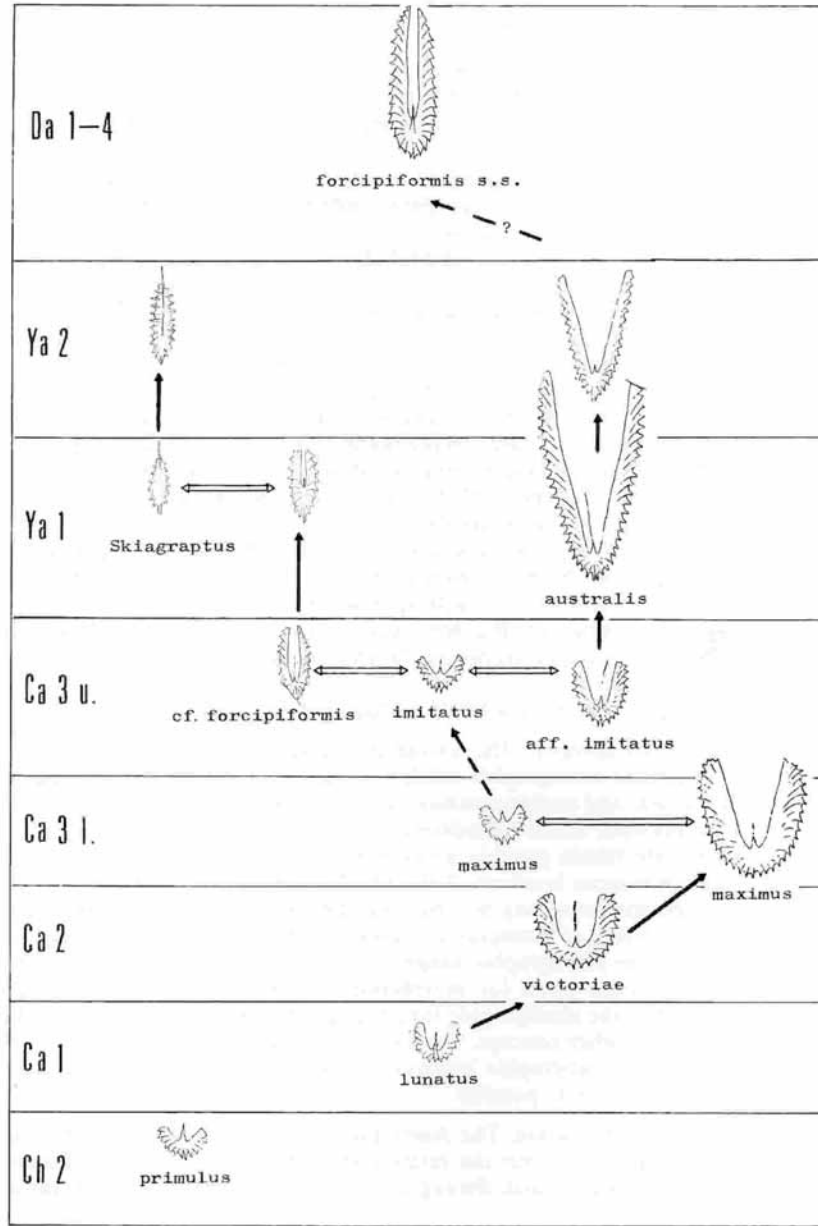 Da 1–4
forcipiformis s.s.
?
Ya 2
Ya 1
Skiagraptus
australis
Ca 3 u.
cf. forcipiformis
imitatus
aff. imitatus
Ca 3 l.
maximus
maximus
Ca 2
victoriae
Ca 1
lunatus
Ch 2
primulus